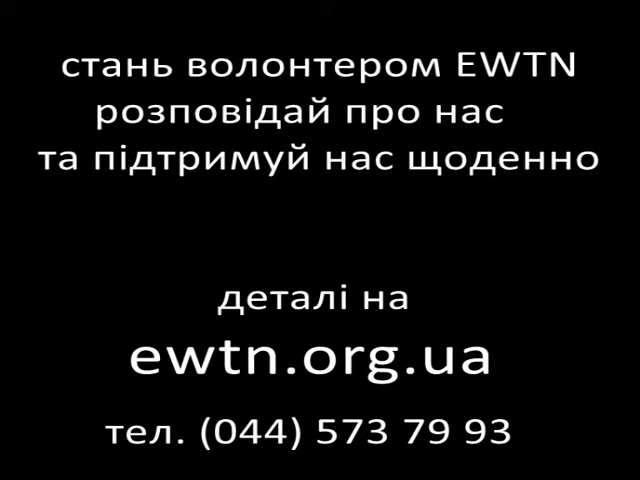 стань волонтером EWTN
розповідай про нас
та підтримуй нас щоденно
деталі на
ewtn.org.ua
тел. (044) 573 79 93